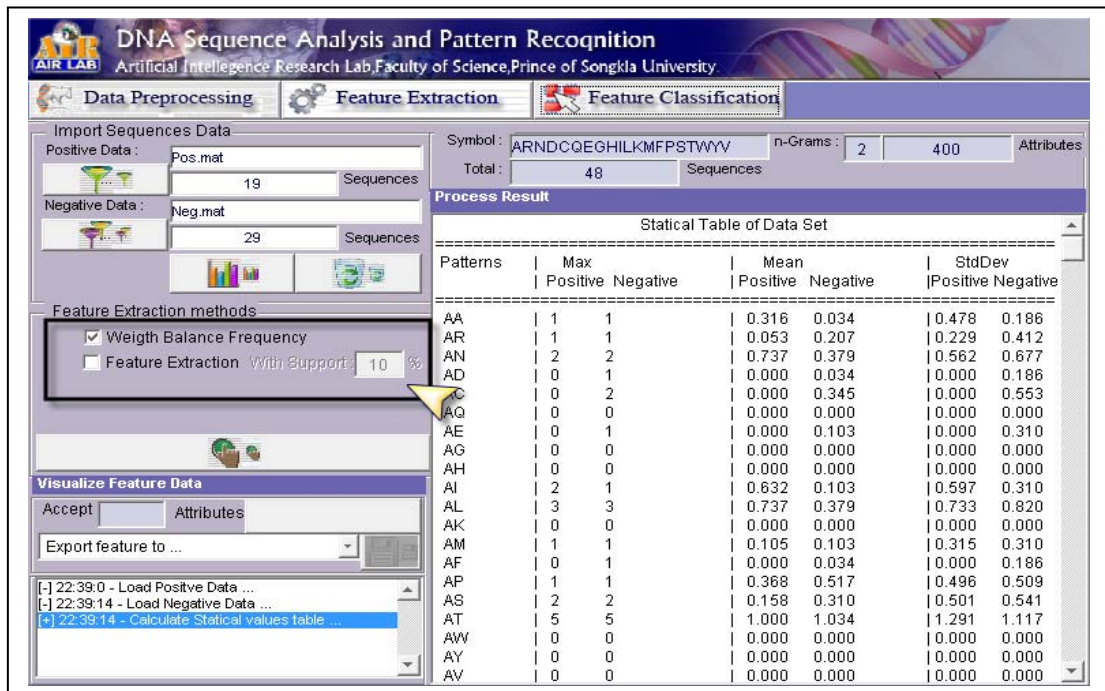 DNA Sequence Analysis and Pattern Recoqnition
AIR LAB
Artificial Intellegence Research Lab,Faculty of Science,Prince of Songkla University.
Data Preprocessing
Feature Extraction
Feature Classification
Import Sequences Data
Positive Data :
Pos.mat
19 Sequences
Negative Data :
Neg.mat
29 Sequences
Feature Extraction methods
Weigth Balance Frequency
Feature Extraction With Support : 10 %
Visualize Feature Data
Accept Attributes
Export feature to ...
[-] 22:39:0 - Load Positve Data ...
[-] 22:39:14 - Load Negative Data ...
[+] 22:39:14 - Calculate Statical values table ...
Symbol : ARNDCQEGHILKMFPSTWYV n-Grams : 2 400 Attributes
Total : 48 Sequences
Process Result
Statical Table of Data Set
Patterns | Max | Mean | StdDev
| Positive Negative | Positive Negative |Positive Negative
AA | 1 1 | 0.316 0.034 | 0.478 0.186
AR | 1 1 | 0.053 0.207 | 0.229 0.412
AN | 2 2 | 0.737 0.379 | 0.562 0.677
AD | 0 1 | 0.000 0.034 | 0.000 0.186
AC | 0 2 | 0.000 0.345 | 0.000 0.553
AQ | 0 0 | 0.000 0.000 | 0.000 0.000
AE | 0 1 | 0.000 0.103 | 0.000 0.310
AG | 0 0 | 0.000 0.000 | 0.000 0.000
AH | 0 0 | 0.000 0.000 | 0.000 0.000
AI | 2 1 | 0.632 0.103 | 0.597 0.310
AL | 3 3 | 0.737 0.379 | 0.733 0.820
AK | 0 0 | 0.000 0.000 | 0.000 0.000
AM | 1 1 | 0.105 0.103 | 0.315 0.310
AF | 0 1 | 0.000 0.034 | 0.000 0.186
AP | 1 1 | 0.368 0.517 | 0.496 0.509
AS | 2 2 | 0.158 0.310 | 0.501 0.541
AT | 5 5 | 1.000 1.034 | 1.291 1.117
AW | 0 0 | 0.000 0.000 | 0.000 0.000
AY | 0 0 | 0.000 0.000 | 0.000 0.000
AV | 0 0 | 0.000 0.000 | 0.000 0.000